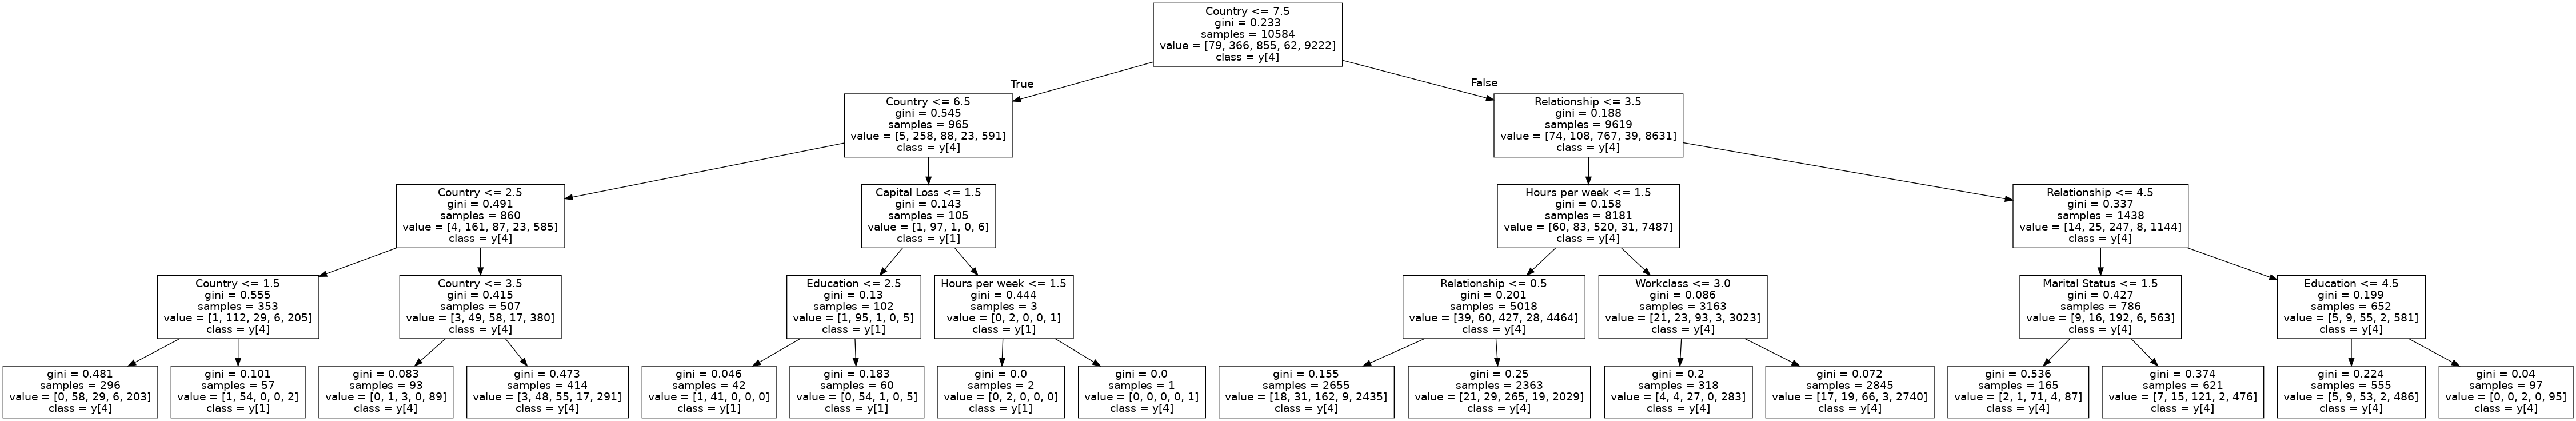 Country <= 7.5
gini = 0.233
samples = 10584
value = [79, 366, 855, 62, 9222]
class = y[4]
True
False
Country <= 6.5
gini = 0.545
samples = 965
value = [5, 258, 88, 23, 591]
class = y[4]
Relationship <= 3.5
gini = 0.188
samples = 9619
value = [74, 108, 767, 39, 8631]
class = y[4]
Country <= 2.5
gini = 0.491
samples = 860
value = [4, 161, 87, 23, 585]
class = y[4]
Capital Loss <= 1.5
gini = 0.143
samples = 105
value = [1, 97, 1, 0, 6]
class = y[1]
Hours per week <= 1.5
gini = 0.158
samples = 8181
value = [60, 83, 520, 31, 7487]
class = y[4]
Relationship <= 4.5
gini = 0.337
samples = 1438
value = [14, 25, 247, 8, 1144]
class = y[4]
Country <= 1.5
gini = 0.555
samples = 353
value = [1, 112, 29, 6, 205]
class = y[4]
Country <= 3.5
gini = 0.415
samples = 507
value = [3, 49, 58, 17, 380]
class = y[4]
Education <= 2.5
gini = 0.13
samples = 102
value = [1, 95, 1, 0, 5]
class = y[1]
Hours per week <= 1.5
gini = 0.444
samples = 3
value = [0, 2, 0, 0, 1]
class = y[1]
Relationship <= 0.5
gini = 0.201
samples = 5018
value = [39, 60, 427, 28, 4464]
class = y[4]
Workclass <= 3.0
gini = 0.086
samples = 3163
value = [21, 23, 93, 3, 3023]
class = y[4]
Marital Status <= 1.5
gini = 0.427
samples = 786
value = [9, 16, 192, 6, 563]
class = y[4]
Education <= 4.5
gini = 0.199
samples = 652
value = [5, 9, 55, 2, 581]
class = y[4]
gini = 0.481
samples = 296
value = [0, 58, 29, 6, 203]
class = y[4]
gini = 0.101
samples = 57
value = [1, 54, 0, 0, 2]
class = y[1]
gini = 0.083
samples = 93
value = [0, 1, 3, 0, 89]
class = y[4]
gini = 0.473
samples = 414
value = [3, 48, 55, 17, 291]
class = y[4]
gini = 0.046
samples = 42
value = [1, 41, 0, 0, 0]
class = y[1]
gini = 0.183
samples = 60
value = [0, 54, 1, 0, 5]
class = y[1]
gini = 0.0
samples = 2
value = [0, 2, 0, 0, 0]
class = y[1]
gini = 0.0
samples = 1
value = [0, 0, 0, 0, 1]
class = y[4]
gini = 0.155
samples = 2655
value = [18, 31, 162, 9, 2435]
class = y[4]
gini = 0.25
samples = 2363
value = [21, 29, 265, 19, 2029]
class = y[4]
gini = 0.2
samples = 318
value = [4, 4, 27, 0, 283]
class = y[4]
gini = 0.072
samples = 2845
value = [17, 19, 66, 3, 2740]
class = y[4]
gini = 0.536
samples = 165
value = [2, 1, 71, 4, 87]
class = y[4]
gini = 0.374
samples = 621
value = [7, 15, 121, 2, 476]
class = y[4]
gini = 0.224
samples = 555
value = [5, 9, 53, 2, 486]
class = y[4]
gini = 0.04
samples = 97
value = [0, 0, 2, 0, 95]
class = y[4]